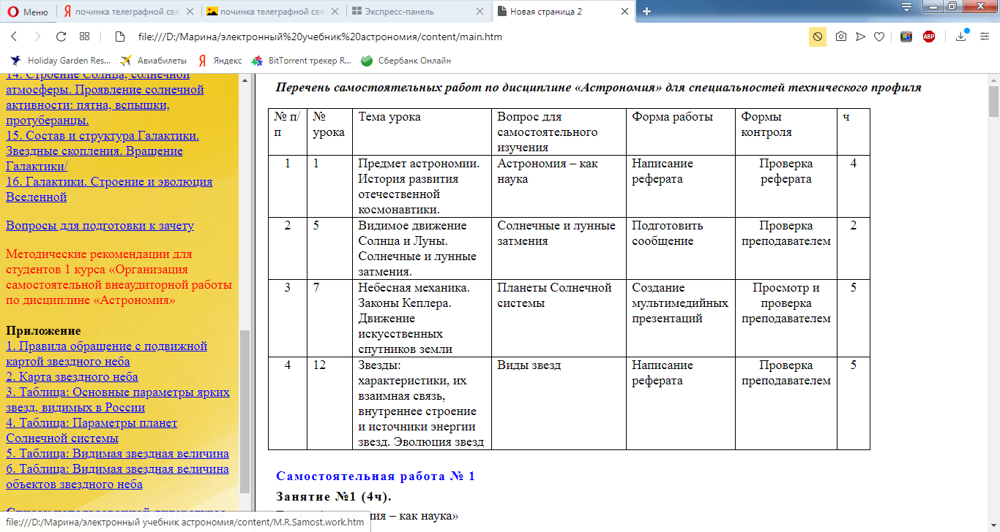 Меню
починка телеграфной свя
починка телеграфной свя
Экспресс-панель
Новая страница 2
file:///D:/Марина/электронный%20учебник%20астрономия/content/main.htm
ABP
Holiday Garden Res...
Авиабилеты
Яндекс
BitTorrent трекер R...
Сбербанк Онлайн
14. Строение Солнца, солнечной
атмосферы. Проявление солнечной
активности: пятна, вспышки,
протуберанцы.
15. Состав и структура Галактики.
Звездные скопления. Вращение
Галактики/
16. Галактики. Строение и эволюция
Вселенной
Вопросы для подготовки к зачету
Методические рекомендации для
студентов 1 курса «Организация
самостоятельной внеаудиторной работы
по дисциплине «Астрономия»
Приложение
1. Правила обращение с подвижной
картой звездного неба
2. Карта звездного неба
3. Таблица: Основные параметры ярких
звезд, видимых в России
4. Таблица: Параметры планет
Солнечной системы
5. Таблица: Видимая звездная величина
6. Таблица: Видимая звездная величина
объектов звездного неба
file:///D:/Марина/электронный учебник астрономия/content/M.R.Samost.work.htm
Перечень самостоятельных работ по дисциплине «Астрономия» для специальностей технического профиля
№ п/
п
№
урока
Тема урока
Вопрос для
самостоятельного
изучения
Форма работы
Формы
контроля
ч
1
1
Предмет астрономии.
История развития
отечественной
космонавтики.
Астрономия – как
наука
Написание
реферата
Проверка
реферата
4
2
5
Видимое движение
Солнца и Луны.
Солнечные и лунные
затмения.
Солнечные и лунные
затмения
Подготовить
сообщение
Проверка
преподавателем
2
3
7
Небесная механика.
Законы Кеплера.
Движение
искусственных
спутников земли
Планеты Солнечной
системы
Создание
мультимедийных
презентаций
Просмотр и
проверка
преподавателем
5
4
12
Звезды:
характеристики, их
взаимная связь,
внутреннее строение
и источники энергии
звезд. Эволюция звезд
Виды звезд
Написание
реферата
Проверка
преподавателем
5
Самостоятельная работа № 1
Занятие №1 (4ч).
– как наука»